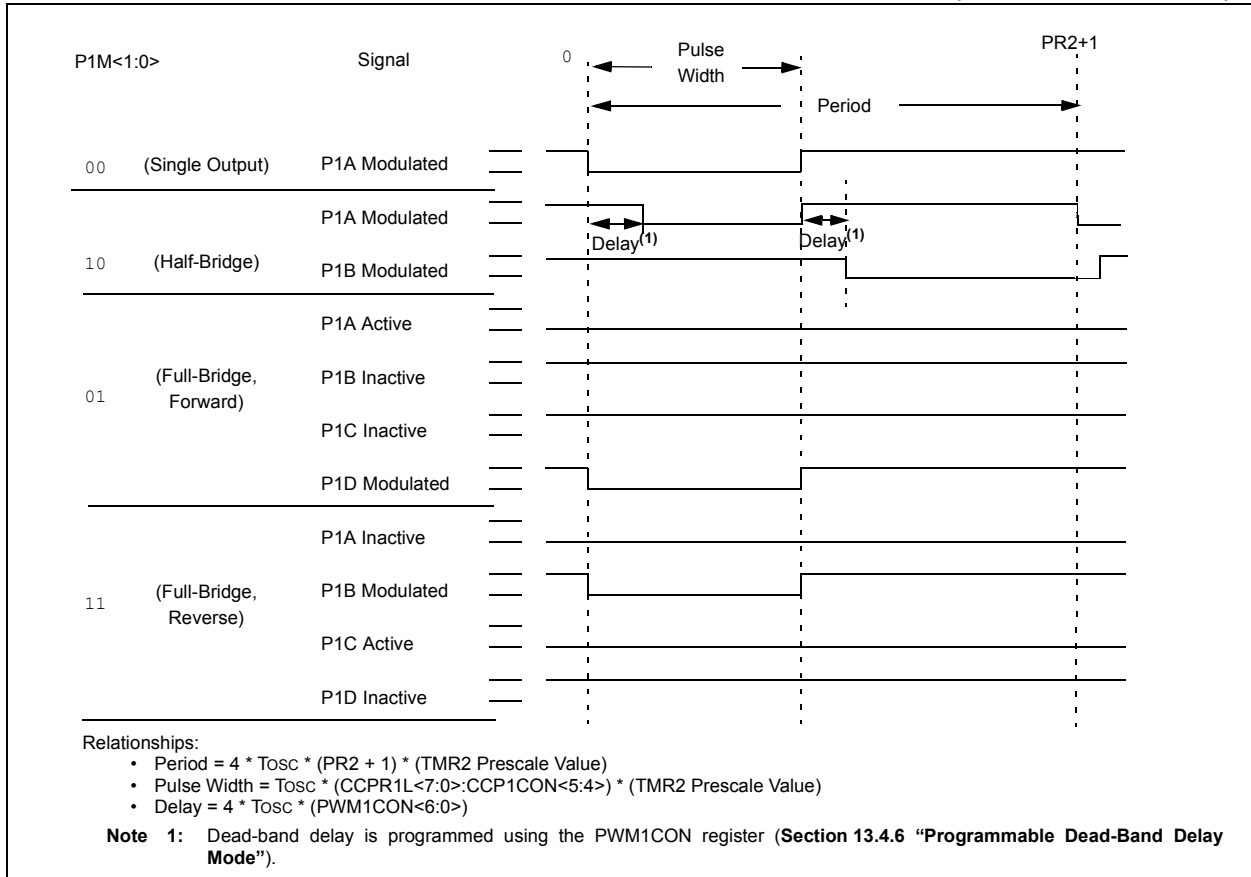 P1M<1:0>
Signal
0
Pulse
Width
PR2+1
Period
00 (Single Output) P1A Modulated
P1A Modulated
Delay(1) Delay(1)
10 (Half-Bridge) P1B Modulated
P1A Active
01 (Full-Bridge,
Forward)
P1B Inactive
P1C Inactive
P1D Modulated
P1A Inactive
11 (Full-Bridge,
Reverse)
P1B Modulated
P1C Active
P1D Inactive
Relationships:
• Period = 4 * TOSC * (PR2 + 1) * (TMR2 Prescale Value)
• Pulse Width = TOSC * (CCPR1L<7:0>:CCP1CON<5:4>) * (TMR2 Prescale Value)
• Delay = 4 * TOSC * (PWM1CON<6:0>)
Note 1: Dead-band delay is programmed using the PWM1CON register (Section 13.4.6 “Programmable Dead-Band Delay
Mode”).